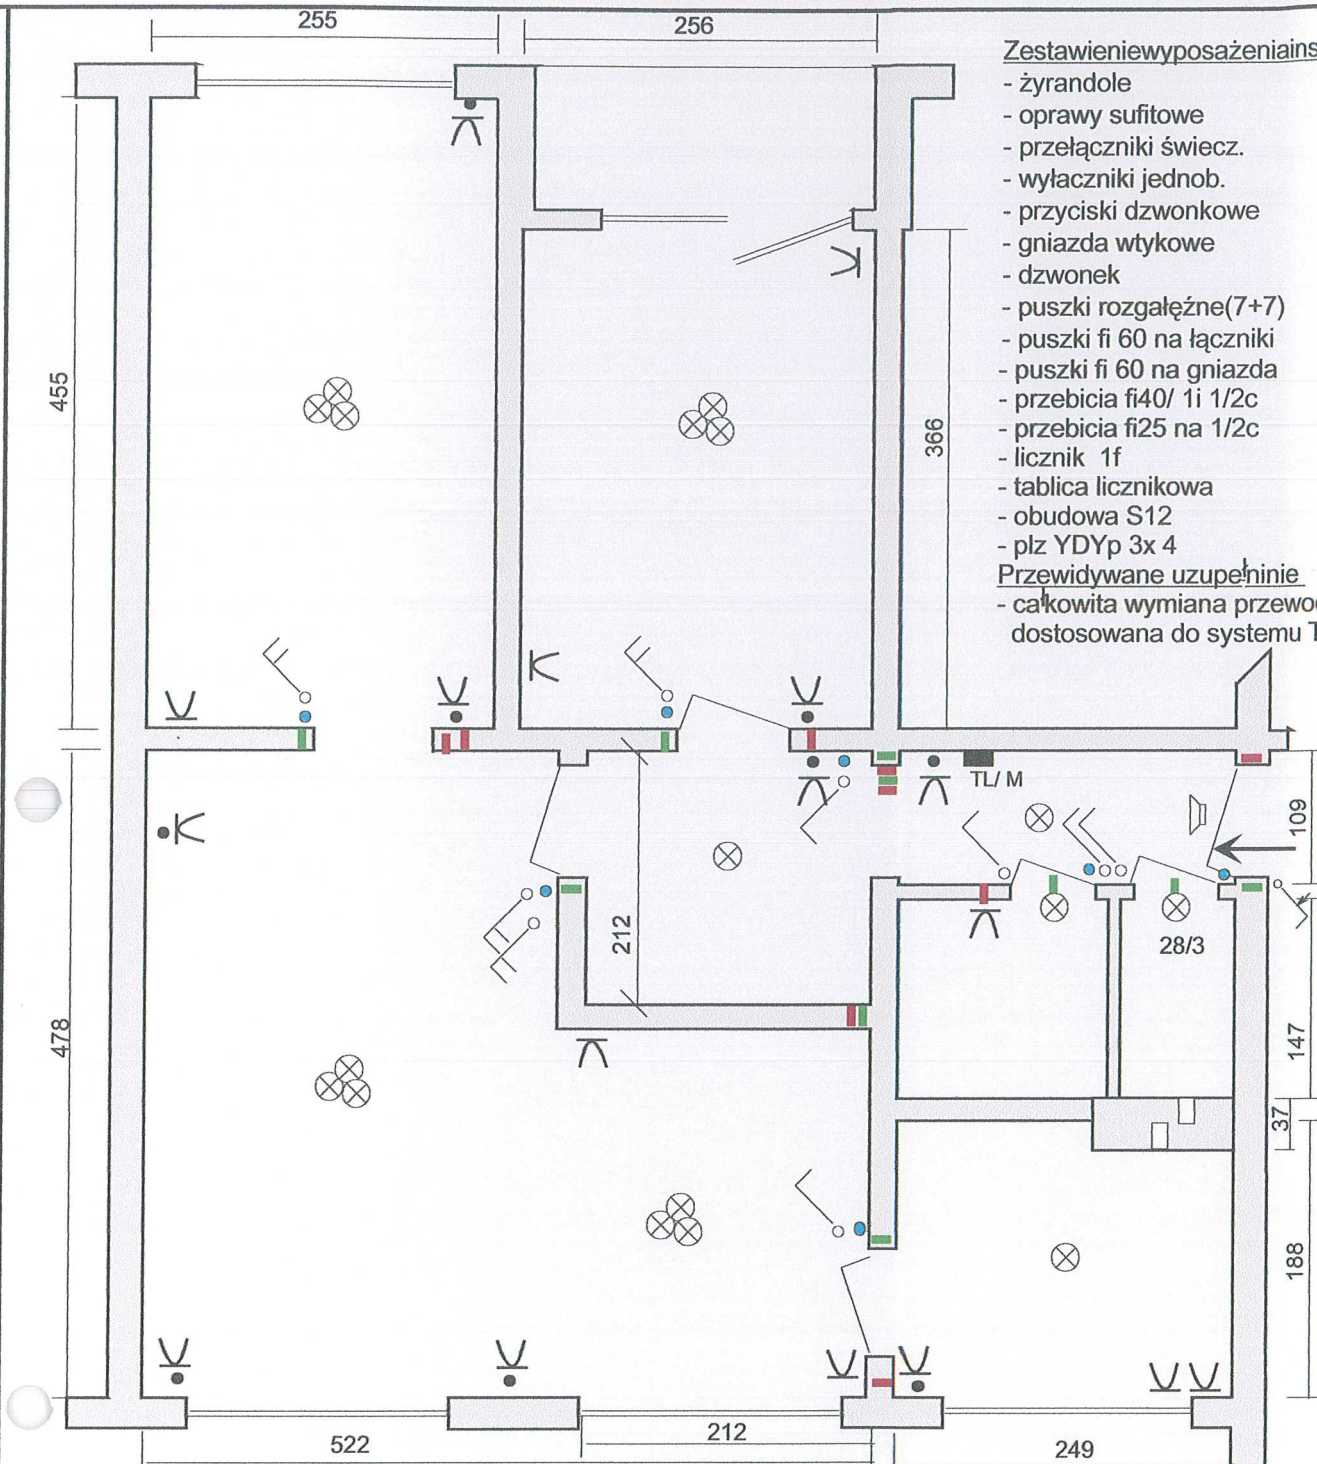 255
256
Zestawieniewyposażeniains
- żyrandole
- oprawy sufitowe
- przełączniki świecz.
- wyłaczniki jednob.
- przyciski dzwonkowe
- gniazda wtykowe
- dzwonek
- puszki rozgałęźne(7+7)
- puszki fi 60 na łączniki
- puszki fi 60 na gniazda
- przebicia fi40/ 1i 1/2c
- przebicia fi25 na 1/2c
- licznik 1f
- tablica licznikowa
- obudowa S12
- plz YDYp 3x 4
Przewidywane uzupełninie
- całkowita wymiana przewo
dostosowana do systemu T
455
366
TL/ M
109
212
28/3
478
147
37
188
522
212
249